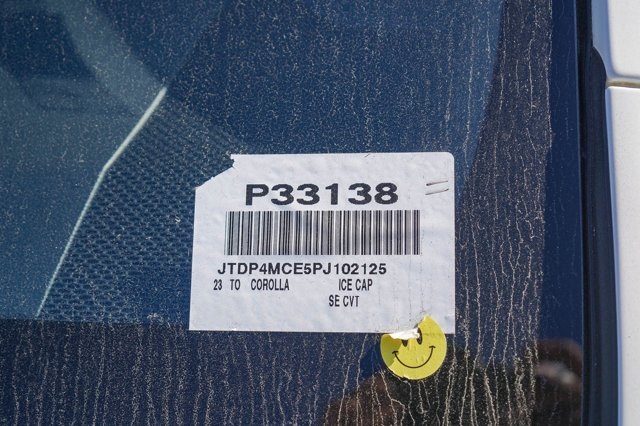 P33138
JTDP4MCE5PJ102125
23 TO COROLLA ICE CAP
SE CVT